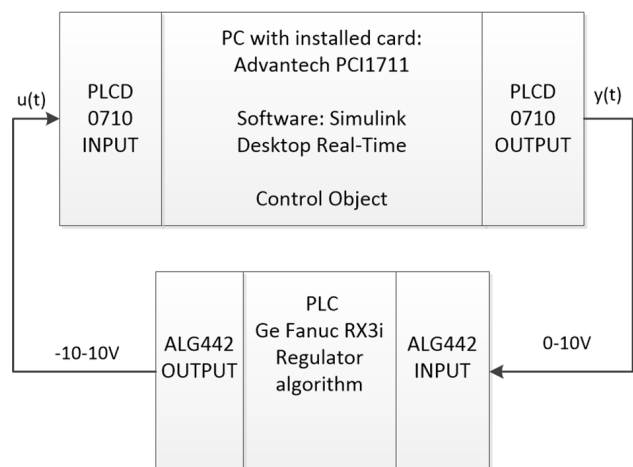 PC with installed card:
Advantech PCI1711
Software: Simulink
Desktop Real-Time
Control Object
u(t)
PLCD
0710
INPUT
PLCD
0710
OUTPUT
y(t)
PLC
Ge Fanuc RX3i
Regulator
algorithm
-10-10V
ALG442
OUTPUT
ALG442
INPUT
0-10V